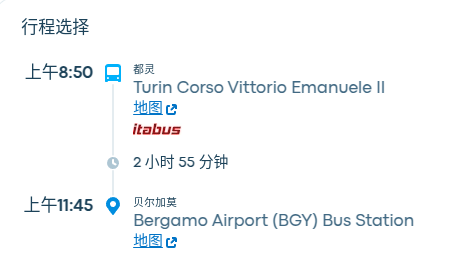 行程选择
上午8:50
都灵
Turin Corso Vittorio Emanuele II
地图
itabus
2 小时 55 分钟
上午11:45
贝尔加莫
Bergamo Airport (BGY) Bus Station
地图